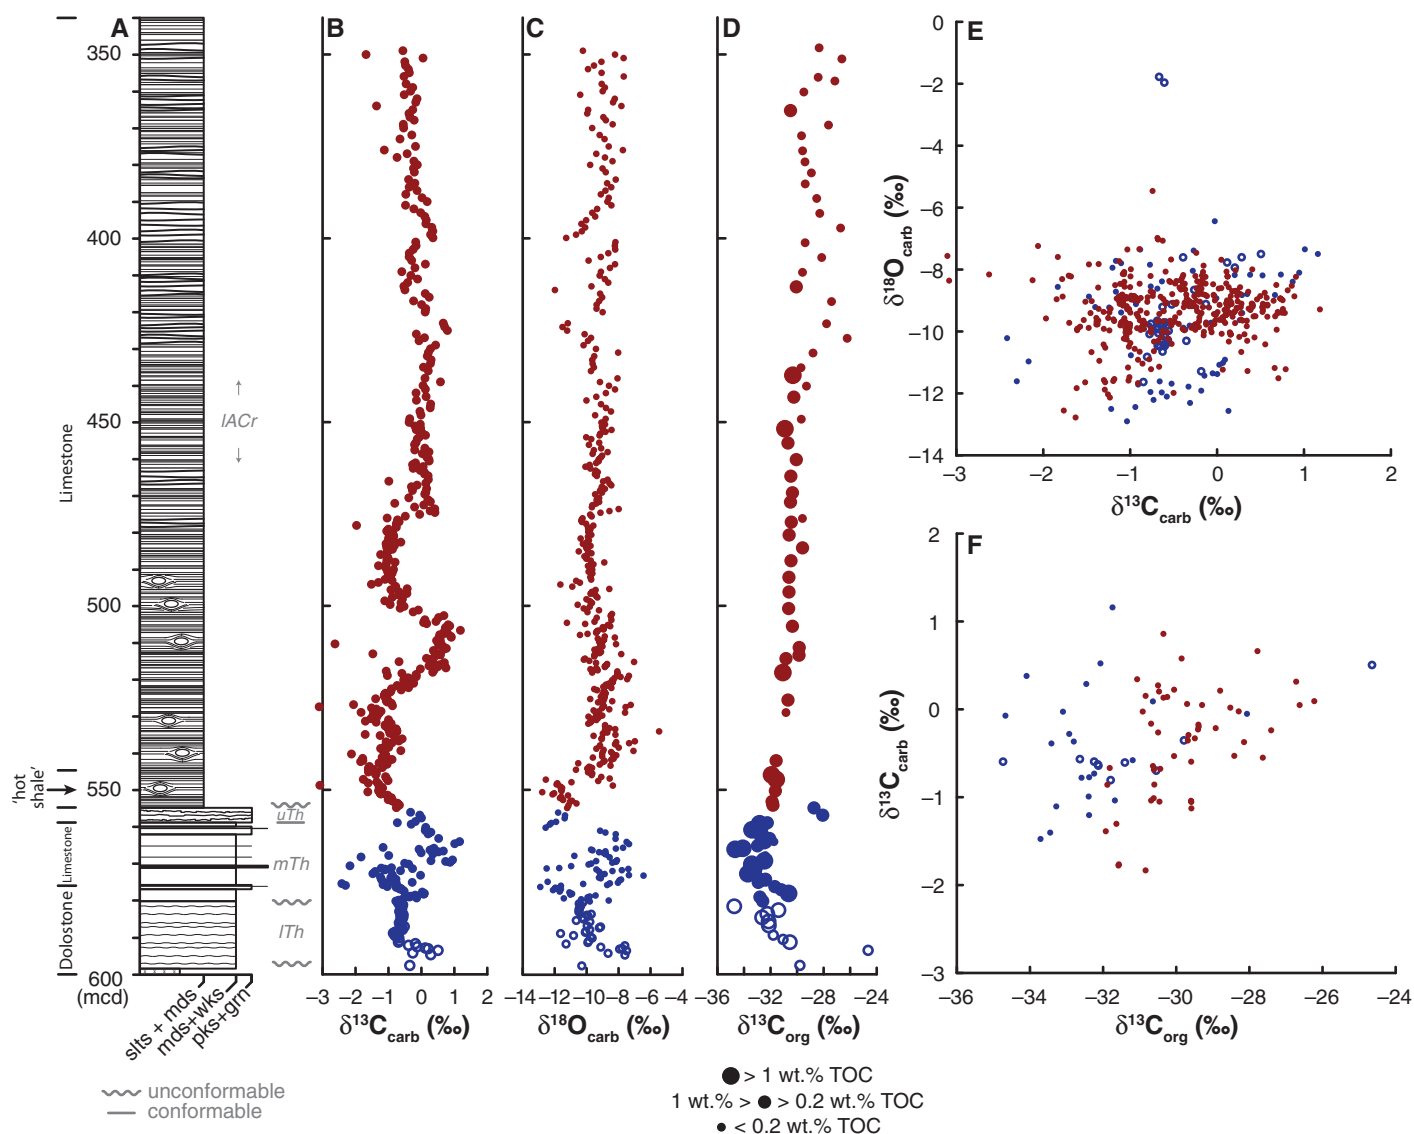 A
B
C
D
E
F
350
400
450
500
550
600
(mcd)
Limestone
'hot shale'
Limestone
Dolostone
lACr
uTh
mTh
lTh
slts + mds
mds+wks
pks+grn
unconformable
conformable
−3 −2 −1 0 1 2
δ13Ccarb (‰)
−14 −12 −10 −8 −6 −4
δ18Ocarb (‰)
−36 −32 −28 −24
δ13Corg (‰)
> 1 wt.% TOC
1 wt.% > > 0.2 wt.% TOC
< 0.2 wt.% TOC
0
−2
−4
−6
−8
−10
−12
−14
δ18Ocarb (‰)
−3 −2 −1 0 1 2
δ13Ccarb (‰)
2
1
0
−1
−2
−3
δ13Ccarb (‰)
−36 −34 −32 −30 −28 −26 −24
δ13Corg (‰)